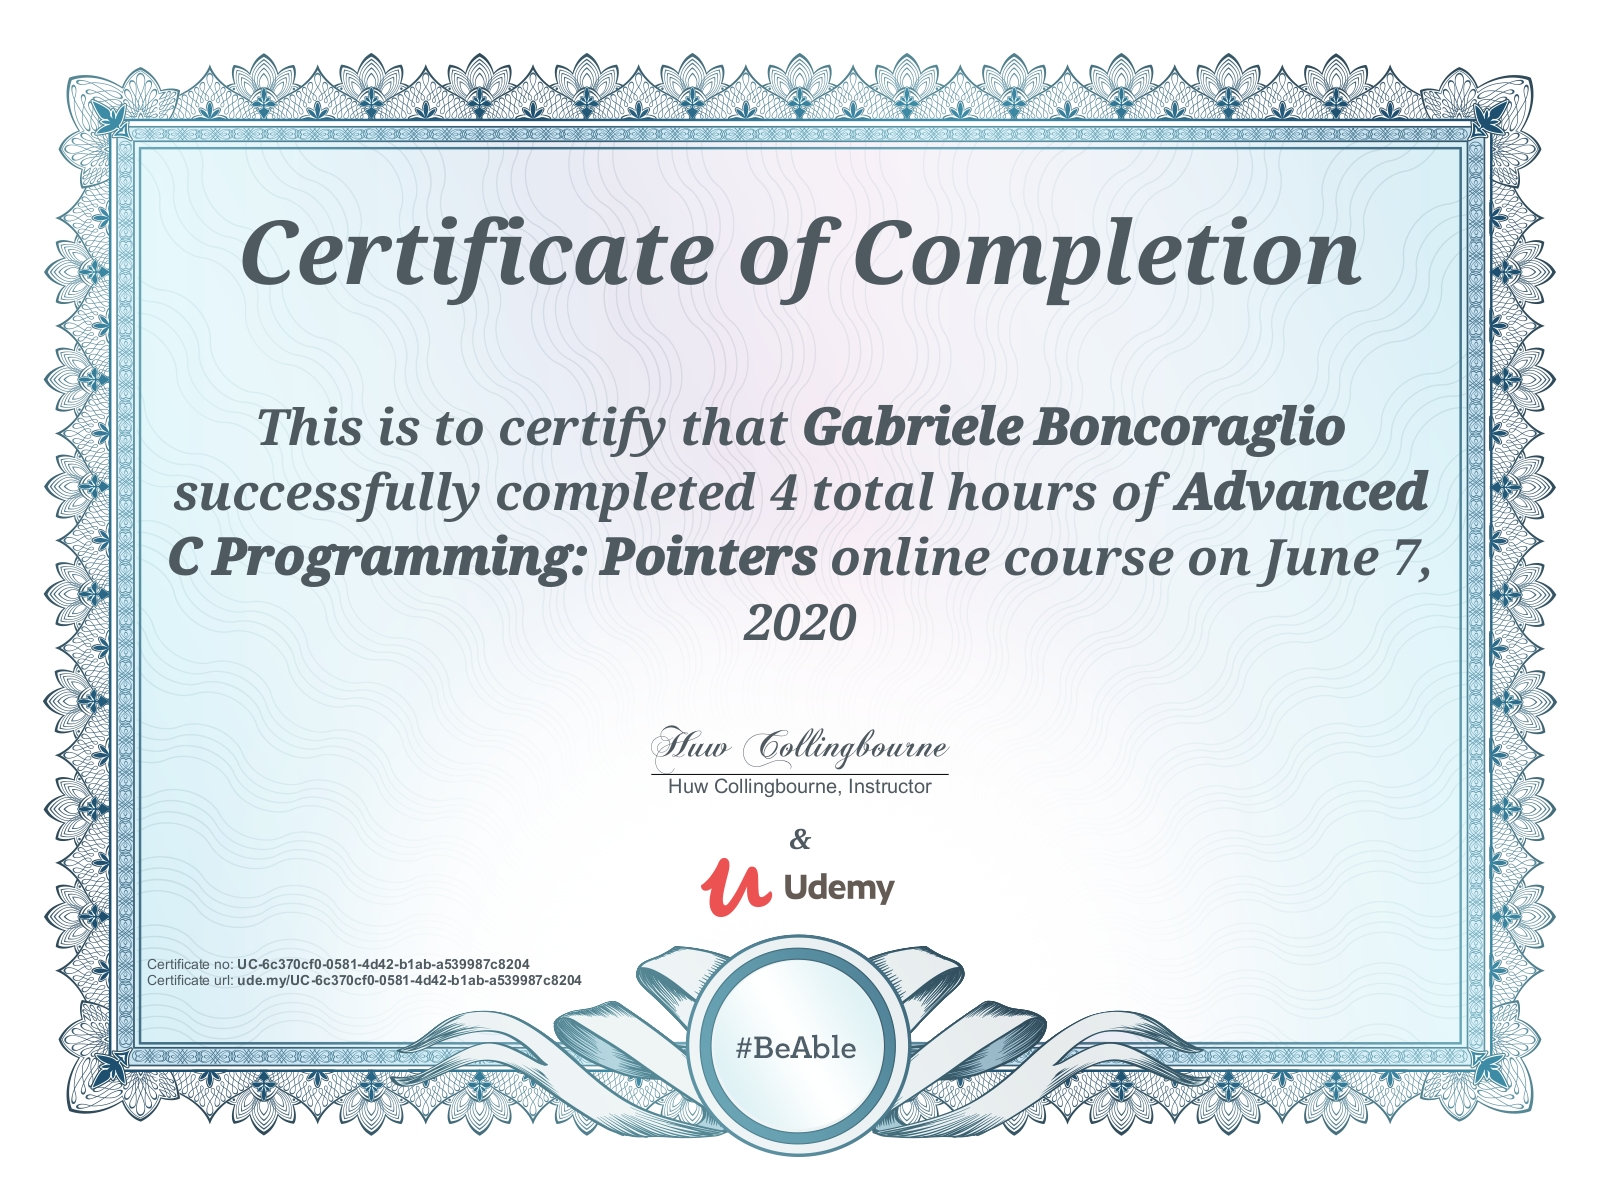 Certificate of Completion
This is to certify that Gabriele Boncoraglio
successfully completed 4 total hours of Advanced
C Programming: Pointers online course on June 7,
2020
Huw Collingbourne
Huw Collingbourne, Instructor
&
Udemy
Certificate no: UC-6c370cf0-0581-4d42-b1ab-a539987c8204
Certificate url: ude.my/UC-6c370cf0-0581-4d42-b1ab-a539987c8204
#BeAble